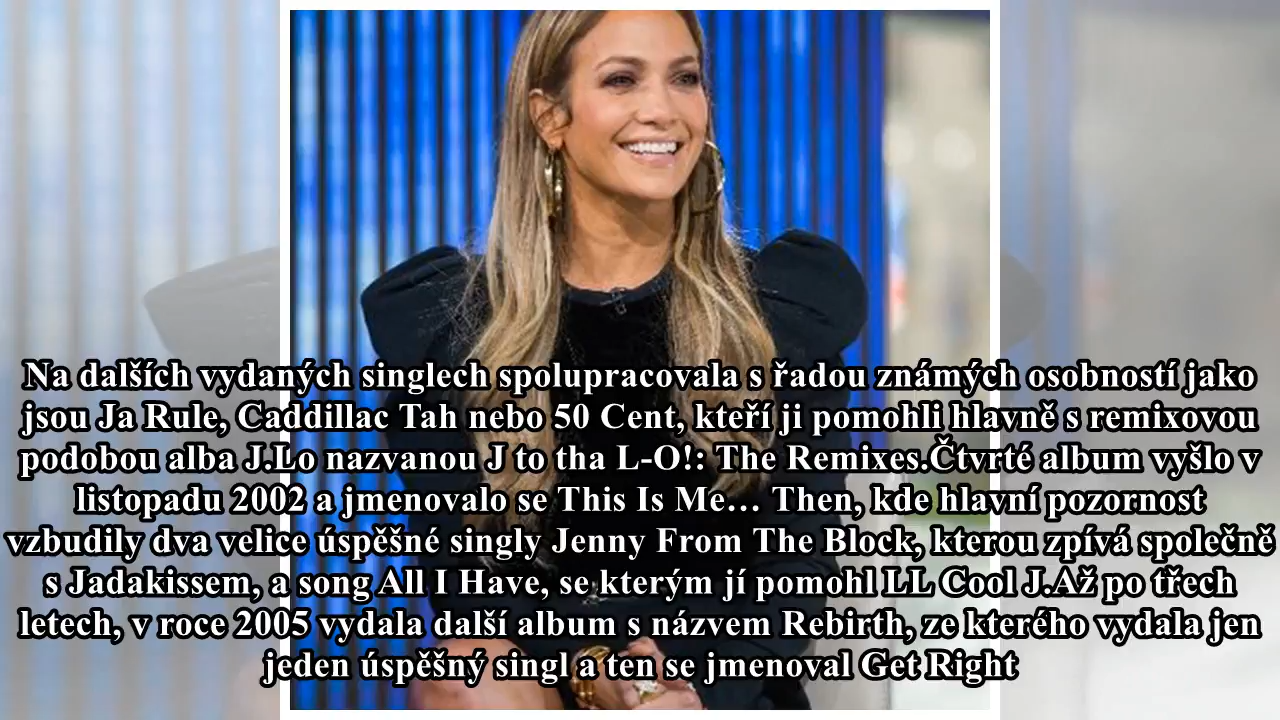 Na dalších vydaných singlech spolupracovala s řadou známých osobností jako
jsou Ja Rule, Caddillac Tah nebo 50 Cent, kteří ji pomohli hlavně s remixovou
podobou alba J.Lo nazvanou J to tha L-O!: The Remixes.Čtvrté album vyšlo v
listopadu 2002 a jmenovalo se This Is Me… Then, kde hlavní pozornost
vzbudily dva velice úspěšné singly Jenny From The Block, kterou zpívá společně
s Jadakissem, a song All I Have, se kterým jí pomohl LL Cool J.Až po třech
letech, v roce 2005 vydala další album s názvem Rebirth, ze kterého vydala jen
jeden úspěšný singl a ten se jmenoval Get Right